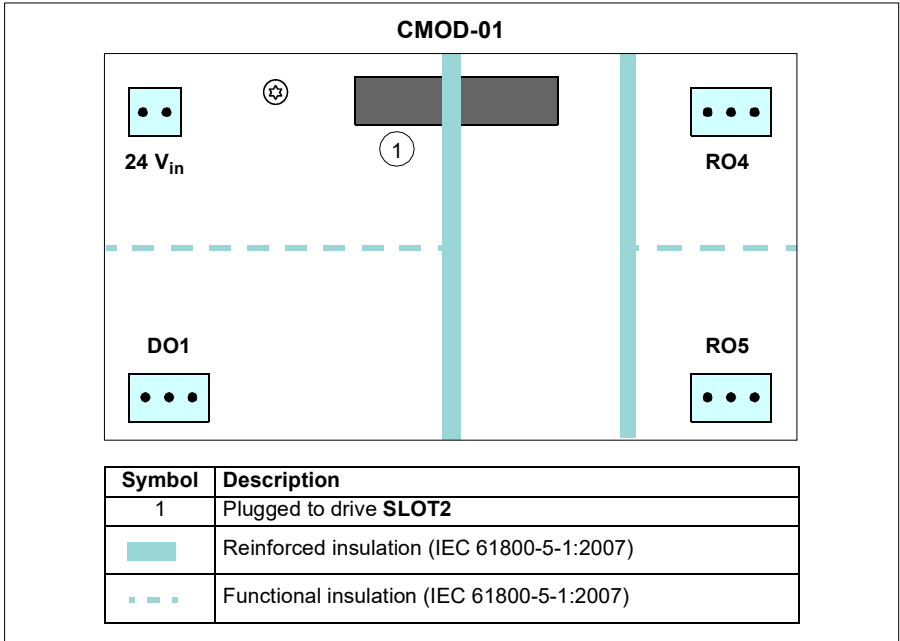 CMOD-01
24 Vin
1
RO4
DO1
RO5
Symbol Description
1 Plugged to drive SLOT2
Reinforced insulation (IEC 61800-5-1:2007)
Functional insulation (IEC 61800-5-1:2007)